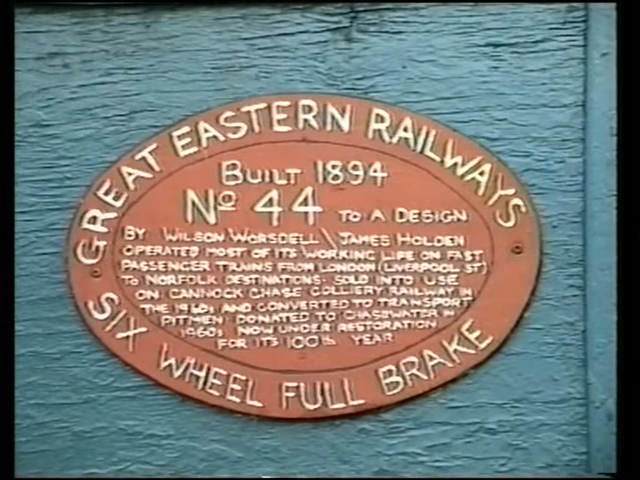 GREAT EASTERN RAILWAYS
BUILT 1894
No 44 TO A DESIGN
BY WILSON WORSDELL \ JAMES HOLDEN
OPERATED MOST OF ITS WORKING LIFE ON FAST
PASSENGER TRAINS FROM LONDON (LIVERPOOL ST)
TO NORFOLK DESTINATIONS. SOLD INTO USE
ON CANNOCK CHASE COLLIERY RAILWAY IN
THE AND CONVERTED TO TRANSPORT
PITMEN. DONATED TO CHASEWATER IN
1960s. NOW UNDER RESTORATION
FOR ITS 100th YEAR
SIX WHEEL FULL BRAKE